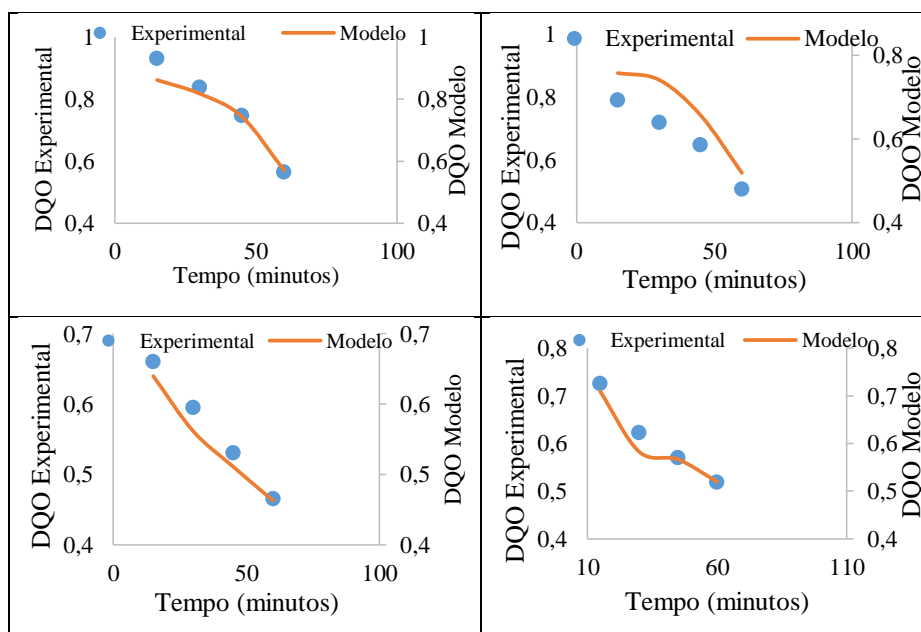 Experimental Modelo
1 1
0,8 0,8
0,6 0,6
0,4 0,4
0 50 100
DQO Experimental
DQO Modelo
Tempo (minutos)
Experimental Modelo
1
0,8 0,8
0,6 0,6
0,4 0,4
0 50 100
DQO Experimental
DQO Modelo
Tempo (minutos)
Experimental Modelo
0,7 0,7
0,6 0,6
0,5 0,5
0,4 0,4
0 50 100
DQO Experimental
DQO Modelo
Tempo (minutos)
Experimental Modelo
0,8 0,8
0,7 0,7
0,6 0,6
0,5 0,5
0,4 0,4
10 60 110
DQO Experimental
DQO Modelo
Tempo (minutos)